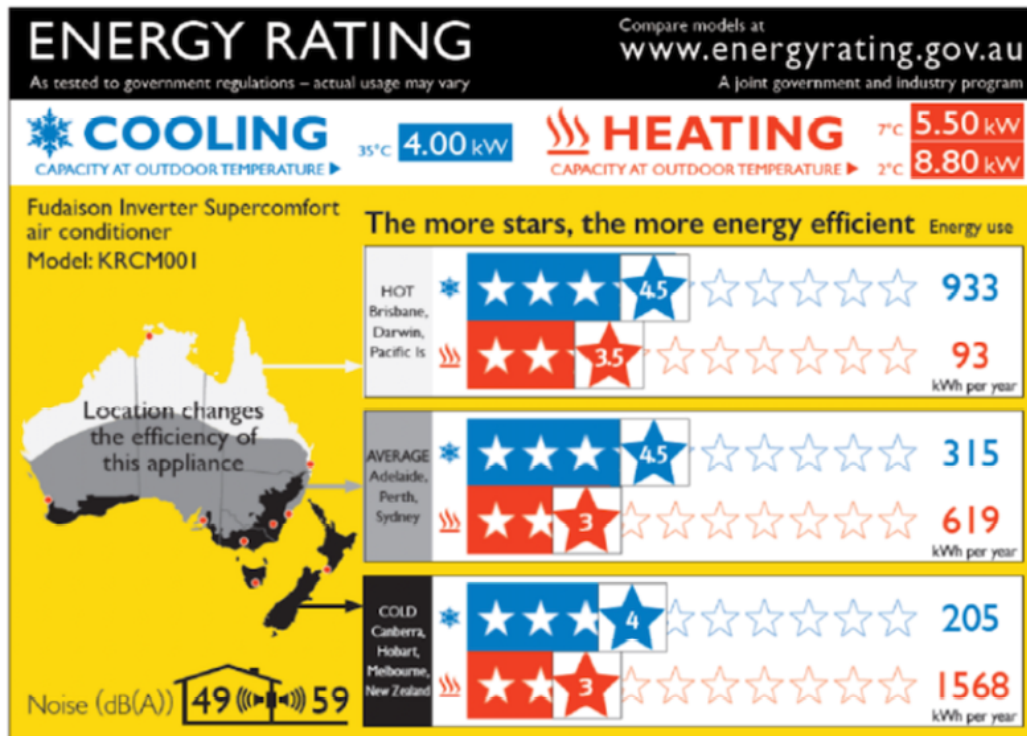 ENERGY RATING
As tested to government regulations – actual usage may vary
Compare models at
www.energyrating.gov.au
A joint government and industry program
COOLING
CAPACITY AT OUTDOOR TEMPERATURE
35°C 4.00 kW
HEATING
CAPACITY AT OUTDOOR TEMPERATURE
7°C 5.50 kW
2°C 8.80 kW
Fudaison Inverter Supercomfort
air conditioner
Model: KRCM001
Location changes
the efficiency of
this appliance
Noise (dB(A)) 49 59
The more stars, the more energy efficient Energy use
HOT
Brisbane,
Darwin,
Pacific Is
4.5 933
3.5 93
kWh per year
AVERAGE
Adelaide,
Perth,
Sydney
4.5 315
3 619
kWh per year
COLD
Canberra,
Hobart,
Melbourne,
New Zealand
4 205
3 1568
kWh per year